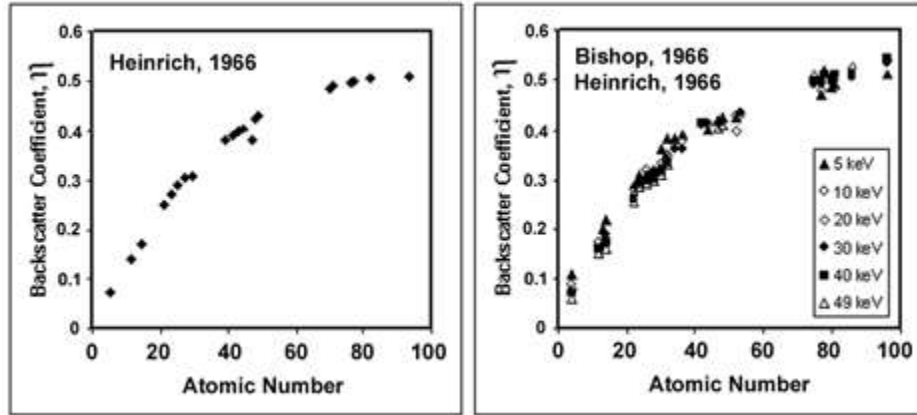 Heinrich, 1966
Backscatter Coefficient, η
0.6
0.5
0.4
0.3
0.2
0.1
0
0 20 40 60 80 100
Atomic Number
Bishop, 1966
Heinrich, 1966
Backscatter Coefficient, η
0.6
0.5
0.4
0.3
0.2
0.1
0
5 keV
10 keV
20 keV
30 keV
40 keV
49 keV
0 20 40 60 80 100
Atomic Number